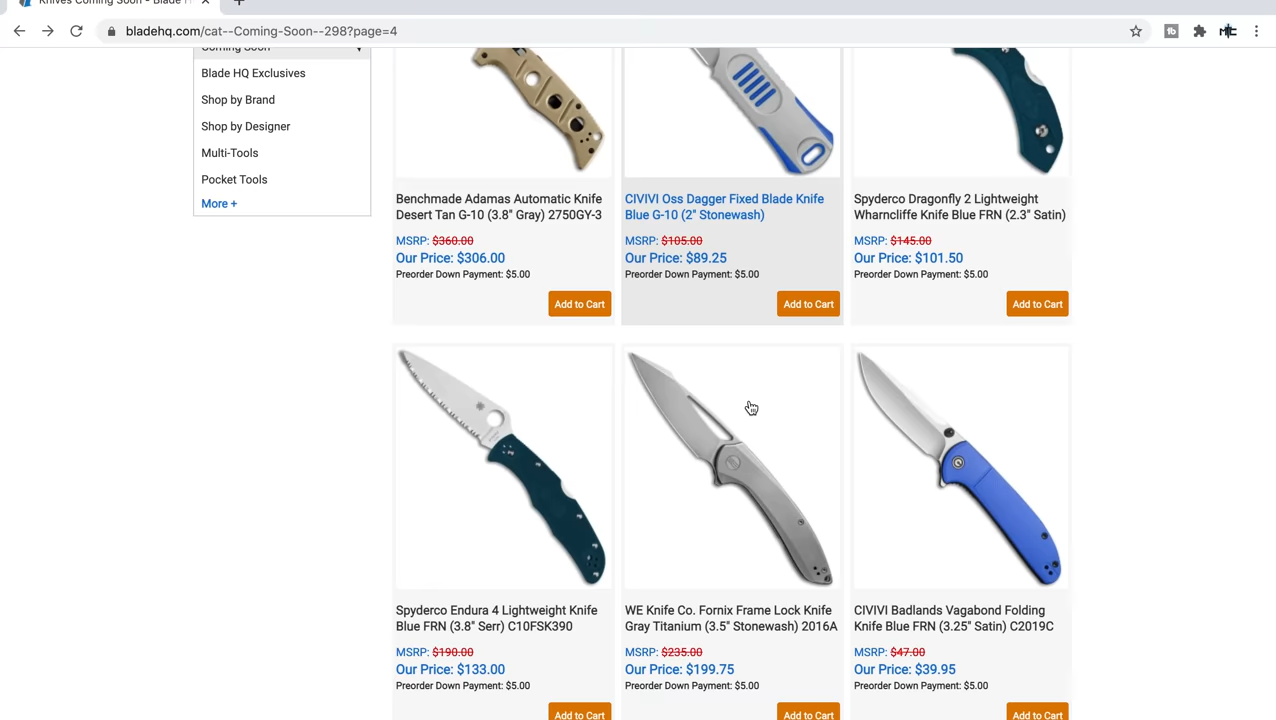 Knives Coming Soon - Blade H
bladehq.com/cat--Coming-Soon--298?page=4
Coming Soon
Blade HQ Exclusives
Shop by Brand
Shop by Designer
Multi-Tools
Pocket Tools
More +
Benchmade Adamas Automatic Knife
Desert Tan G-10 (3.8" Gray) 2750GY-3
MSRP: $360.00
Our Price: $306.00
Preorder Down Payment: $5.00
Add to Cart
CIVIVI Oss Dagger Fixed Blade Knife
Blue G-10 (2" Stonewash)
MSRP: $105.00
Our Price: $89.25
Preorder Down Payment: $5.00
Add to Cart
Spyderco Dragonfly 2 Lightweight
Wharncliffe Knife Blue FRN (2.3" Satin)
MSRP: $145.00
Our Price: $101.50
Preorder Down Payment: $5.00
Add to Cart
Spyderco Endura 4 Lightweight Knife
Blue FRN (3.8" Serr) C10FSK390
MSRP: $190.00
Our Price: $133.00
Preorder Down Payment: $5.00
Add to Cart
WE Knife Co. Fornix Frame Lock Knife
Gray Titanium (3.5" Stonewash) 2016A
MSRP: $235.00
Our Price: $199.75
Preorder Down Payment: $5.00
Add to Cart
CIVIVI Badlands Vagabond Folding
Knife Blue FRN (3.25" Satin) C2019C
MSRP: $47.00
Our Price: $39.95
Preorder Down Payment: $5.00
Add to Cart